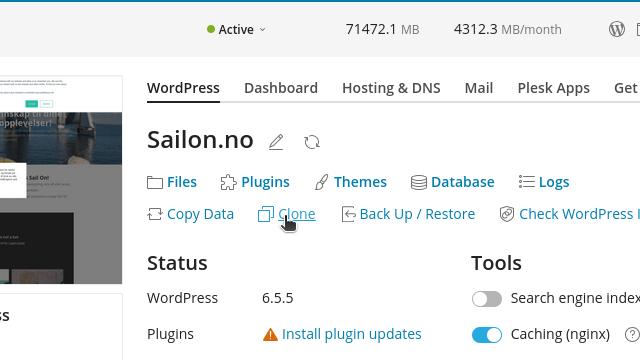 Active 71472.1 MB 4312.3 MB/month
WordPress Dashboard Hosting & DNS Mail Plesk Apps Get
Sailon.no
Files Plugins Themes Database Logs
Copy Data Clone Back Up / Restore Check WordPress I
Status Tools
WordPress 6.5.5 Search engine index
Plugins Install plugin updates Caching (nginx) ?